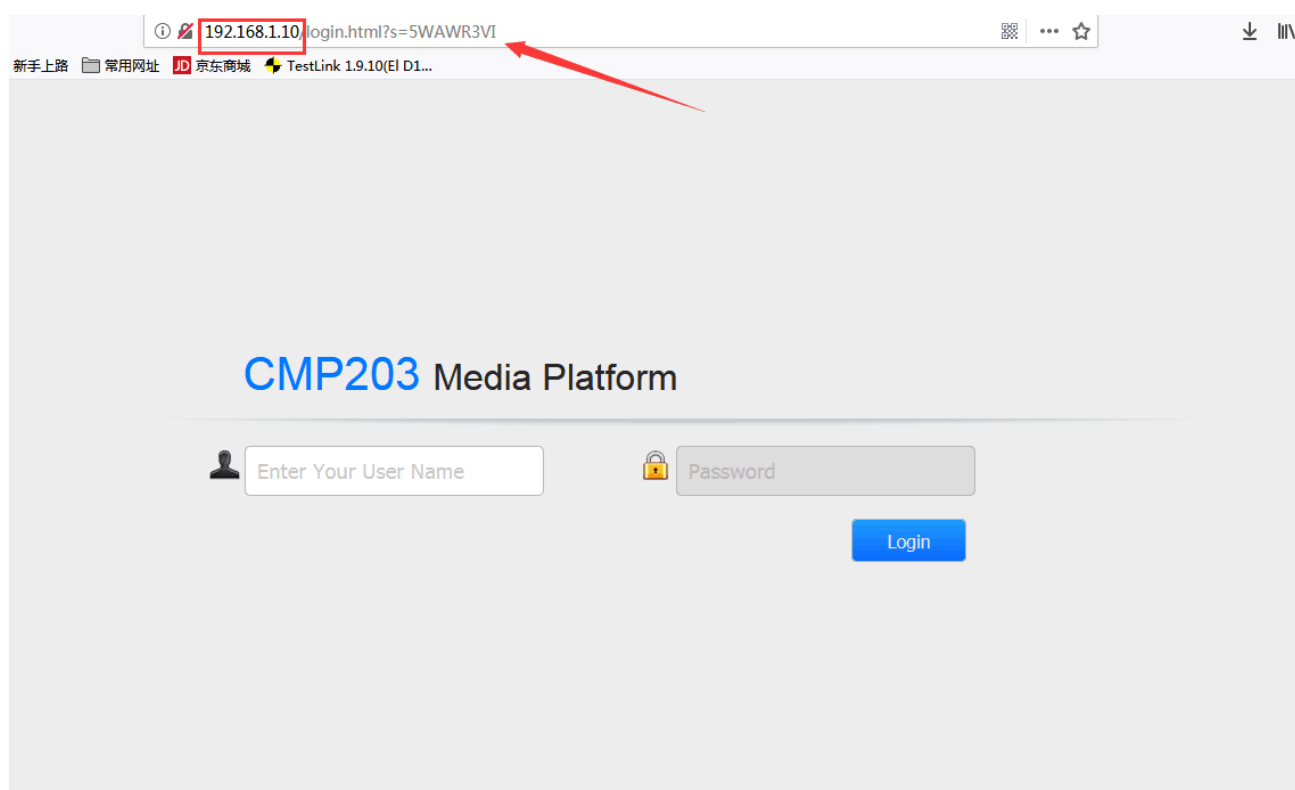 192.168.1.10/login.html?s=5WAWR3VI
新手上路 常用网址 JD 京东商城 TestLink 1.9.10(El D1...
CMP203 Media Platform
Enter Your User Name Password
Login